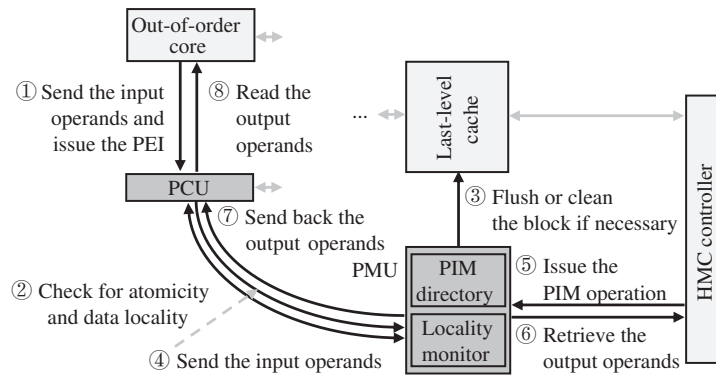 Out-of-order
core
① Send the input
operands and
issue the PEI
⑧ Read the
output
operands
...
Last-level
cache
PCU
③ Flush or clean
the block if necessary
⑦ Send back the
output operands
PMU
PIM
directory
⑤ Issue the
PIM operation
HMC controller
② Check for atomicity
and data locality
Locality
monitor
⑥ Retrieve the
output operands
④ Send the input operands